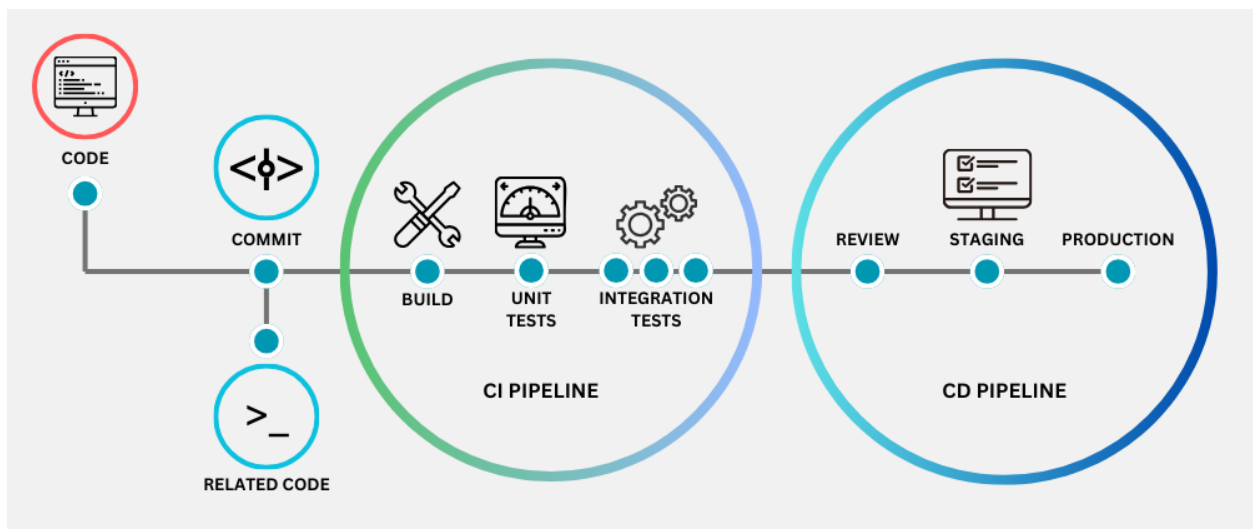 CODE
COMMIT
RELATED CODE
BUILD
UNIT
TESTS
INTEGRATION
TESTS
CI PIPELINE
REVIEW
STAGING
PRODUCTION
CD PIPELINE